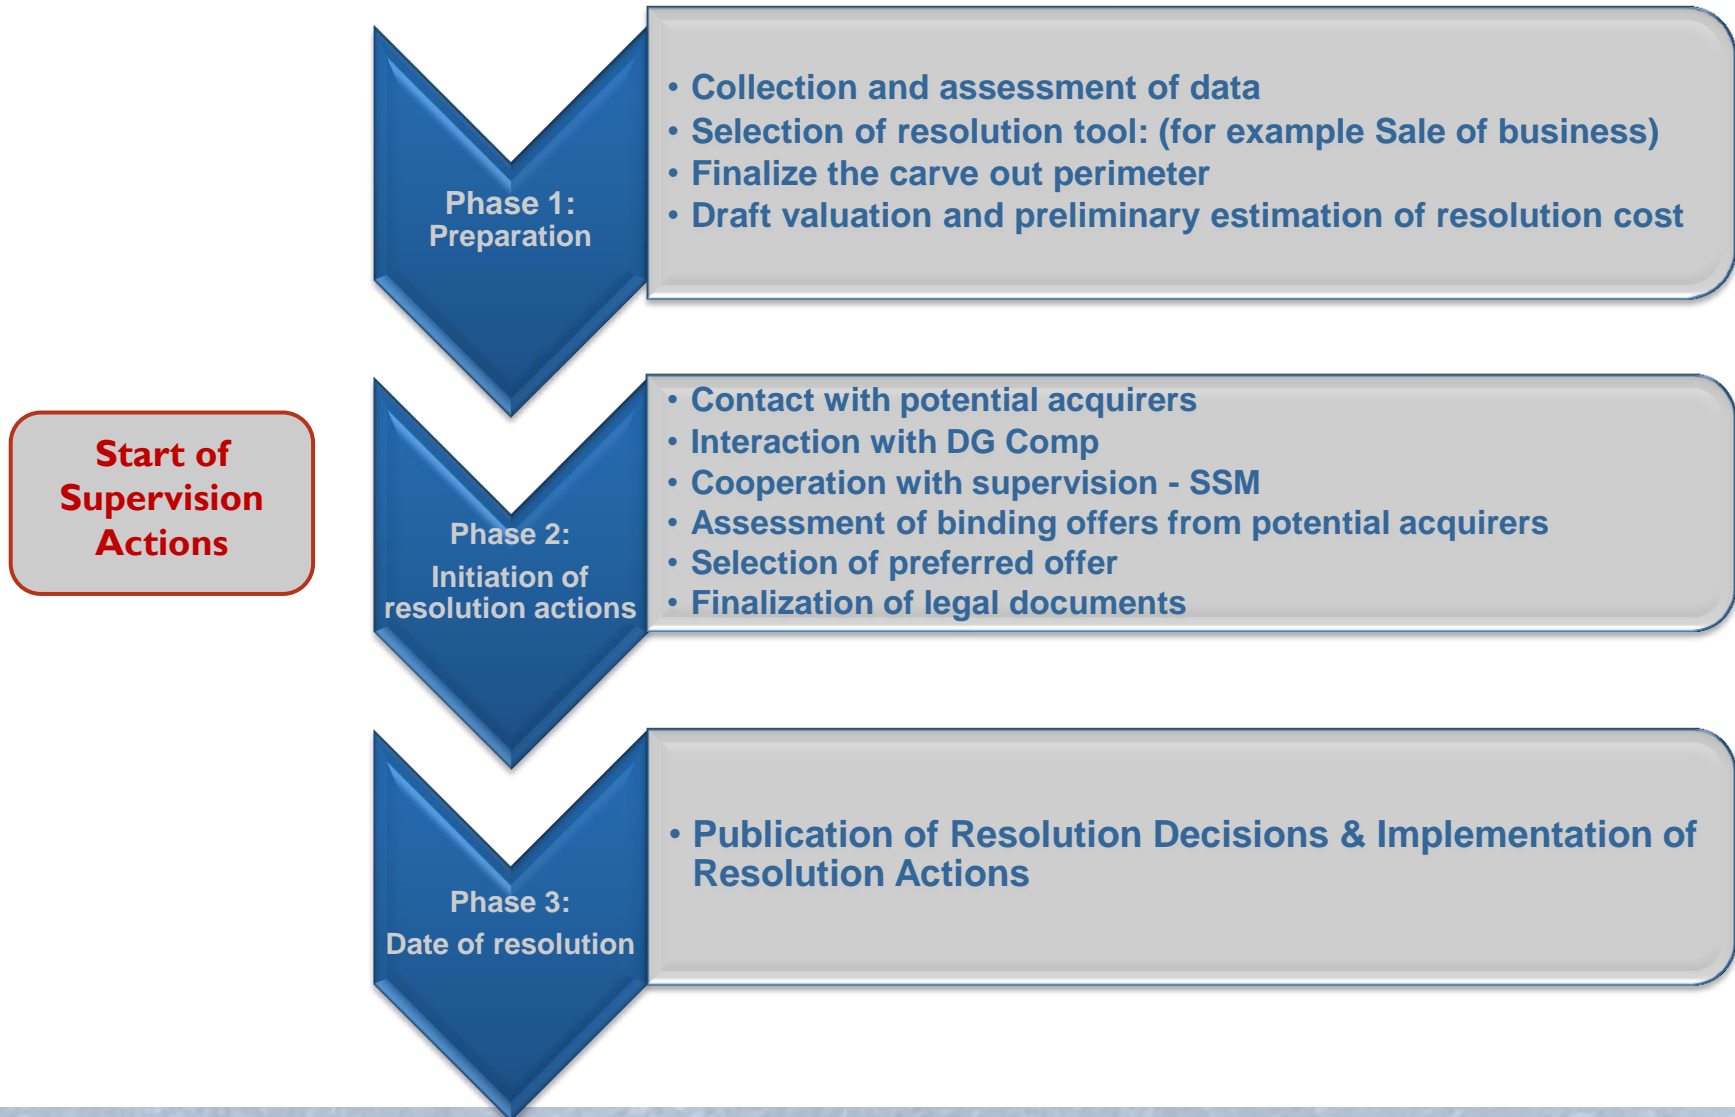 Phase 1:
Preparation
• Collection and assessment of data
• Selection of resolution tool: (for example Sale of business)
• Finalize the carve out perimeter
• Draft valuation and preliminary estimation of resolution cost
Start of
Supervision
Actions
Phase 2:
Initiation of
resolution actions
• Contact with potential acquirers
• Interaction with DG Comp
• Cooperation with supervision - SSM
• Assessment of binding offers from potential acquirers
• Selection of preferred offer
• Finalization of legal documents
Phase 3:
Date of resolution
• Publication of Resolution Decisions & Implementation of
Resolution Actions